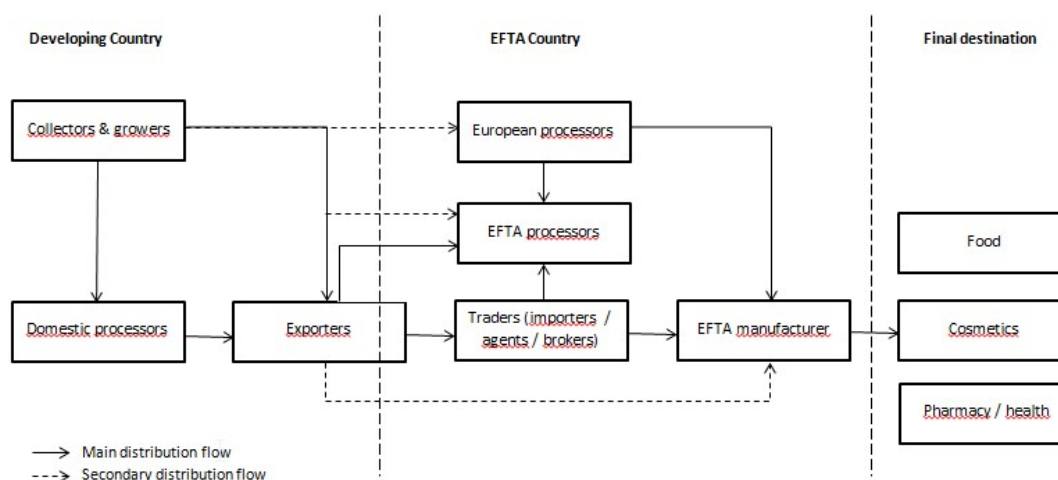 Developing Country
EFTA Country
Final destination
Collectors & growers
European processors
EFTA processors
Food
Domestic processors
Exporters
Traders (importers /
agents / brokers)
EFTA manufacturer
Cosmetics
Pharmacy / health
Main distribution flow
Secondary distribution flow